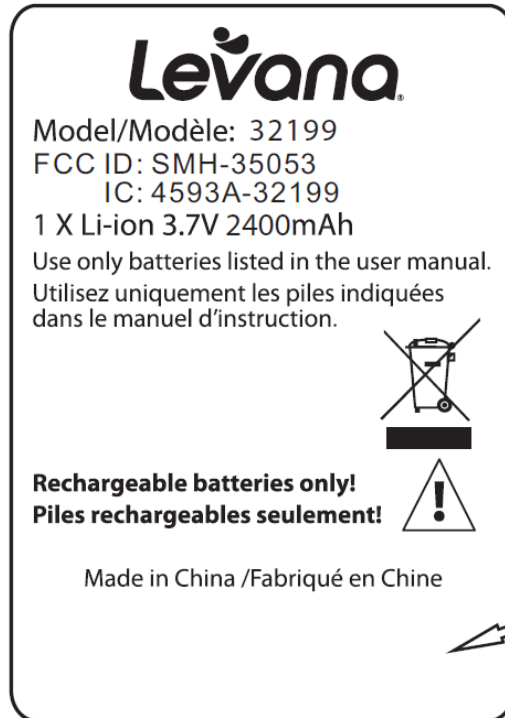 Levana®
Model/Modèle: 32199
FCC ID: SMH-35053
IC: 4593A-32199
1 X Li-ion 3.7V 2400mAh
Use only batteries listed in the user manual.
Utilisez uniquement les piles indiquées
dans le manuel d'instruction.
Rechargeable batteries only!
Piles rechargeables seulement!
Made in China /Fabriqué en Chine